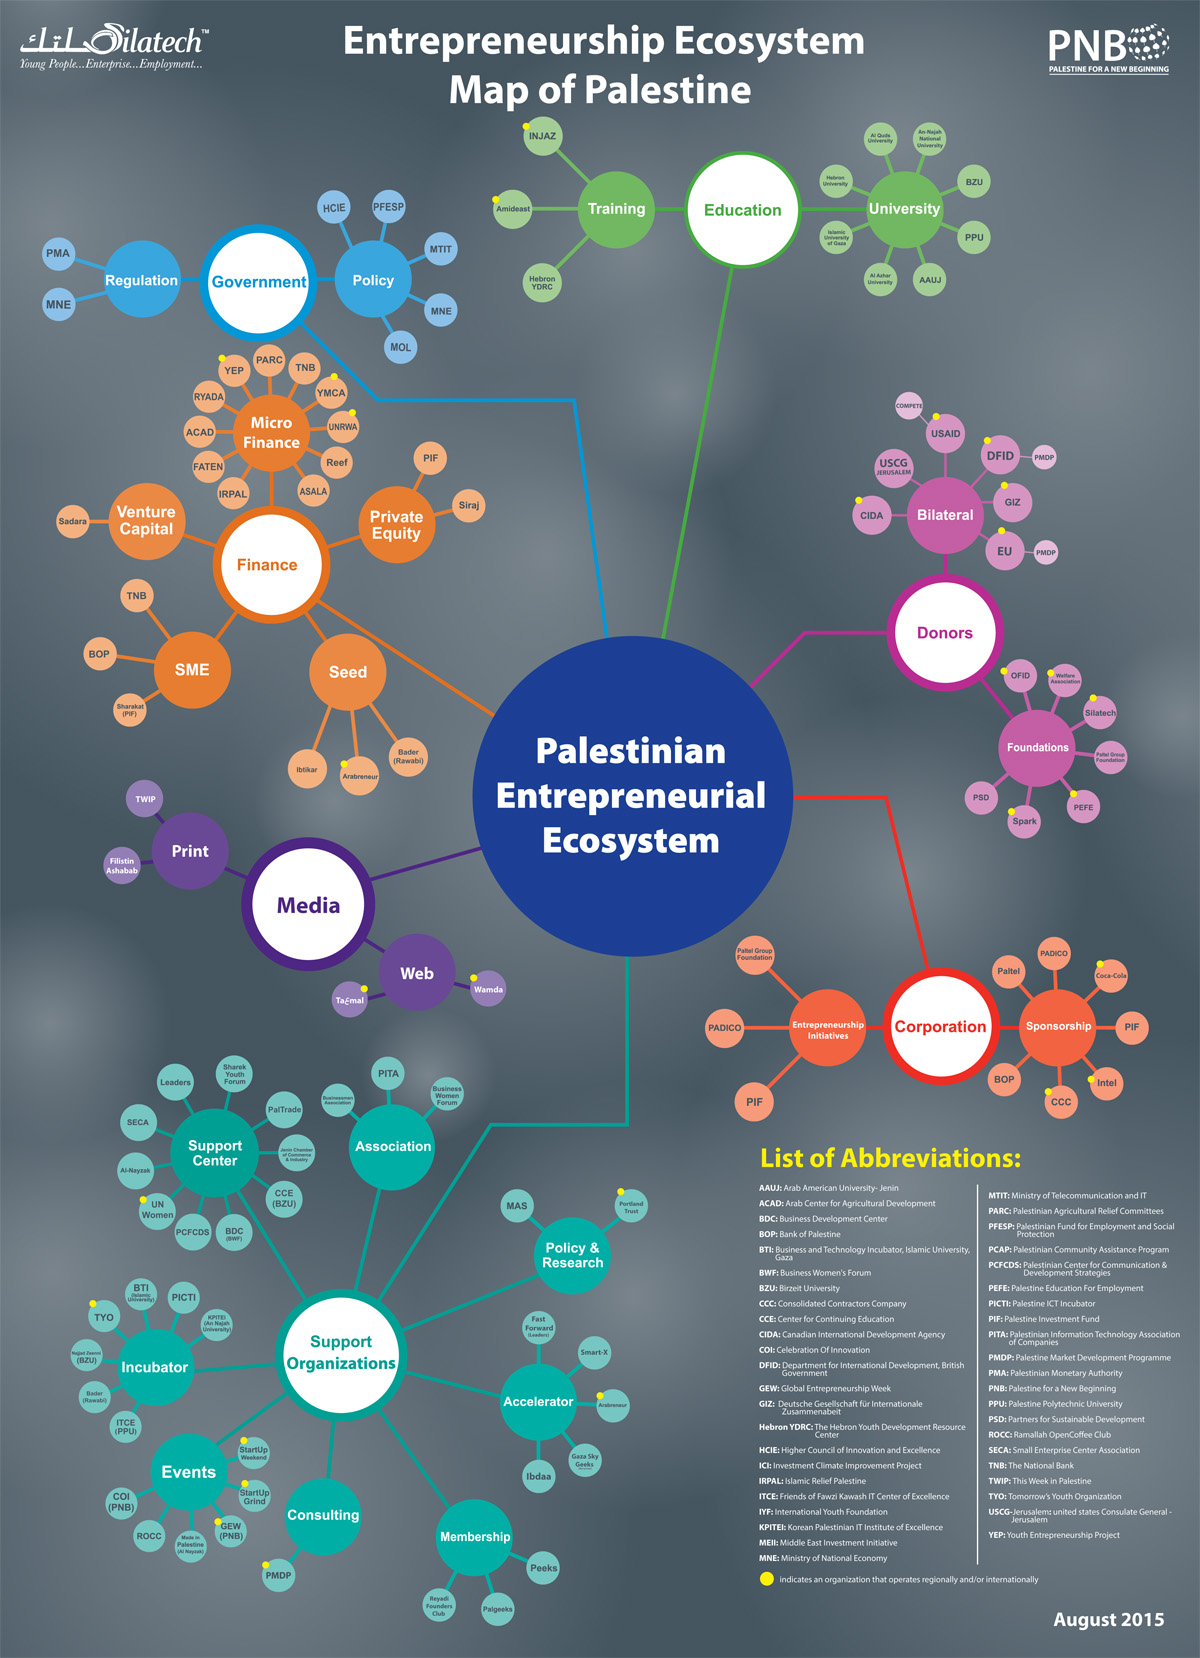 صلتك Silatech™
Young People...Enterprise...Employment...
Entrepreneurship Ecosystem
Map of Palestine
PNB
PALESTINE FOR A NEW BEGINNING
INJAZ
Amideast
Hebron
YDRC
Training
Education
University
Al Quds
University
An-Najah
National
University
Hebron
University
BZU
Islamic
University
of Gaza
PPU
Al Azhar
University
AAUJ
PMA
MNE
Regulation
Government
Policy
HCIE
PFESP
MTIT
MNE
MOL
YEP
PARC
TNB
RYADA
YMCA
ACAD
UNRWA
FATEN
Reef
IRPAL
ASALA
Micro
Finance
Venture
Capital
Sadara
Private
Equity
PIF
Siraj
Finance
TNB
BOP
Sharakat
(PIF)
SME
Seed
Ibtikar
Arabreneur
Bader
(Rawabi)
COMPETE
USAID
DFID
PMDP
USCG
JERUSALEM
GIZ
CIDA
Bilateral
EU
PMDP
Donors
OFID
Welfare
Association
Silatech
Foundations
Paltel Group
Foundation
PSD
PEFE
Spark
Palestinian
Entrepreneurial
Ecosystem
TWIP
Print
Filistin
Ashabab
Media
Web
Taعmal
Wamda
Paltel Group
Foundation
PADICO
PIF
Entrepreneurship
Initiatives
Corporation
Sponsorship
Paltel
PADICO
Coca-Cola
PIF
BOP
Intel
CCC
Leaders
Sharek
Youth
Forum
SECA
PalTrade
Support
Center
Jenin Chamber
of Commerce
& Industry
Al-Nayzak
CCE
(BZU)
UN
Women
PCFCDS
BDC
(BWF)
Businessmen
Association
PITA
Business
Women
Forum
Association
MAS
Portland
Trust
Policy &
Research
Support
Organizations
BTI
(Islamic
University)
PICTI
TYO
KPITEI
(An Najah
University)
Najjad Zeenni
(BZU)
Incubator
Bader
(Rawabi)
ITCE
(PPU)
Fast
Forward
(Leaders)
Smart-X
Accelerator
Arabreneur
Gaza Sky
Geeks
Ibdaa
Events
StartUp
Weekend
StartUp
Grind
COI
(PNB)
ROCC
Made in
Palestine
(Al Nayzak)
GEW
(PNB)
Consulting
PMDP
Membership
Peeks
Reyadi
Founders
Club
Palgeeks
List of Abbreviations:
AAUJ: Arab American University- Jenin
ACAD: Arab Center for Agricultural Development
BDC: Business Development Center
BOP: Bank of Palestine
BTI: Business and Technology Incubator, Islamic University,
Gaza
BWF: Business Women's Forum
BZU: Birzeit University
CCC: Consolidated Contractors Company
CCE: Center for Continuing Education
CIDA: Canadian International Development Agency
COI: Celebration Of Innovation
DFID: Department for International Development, British
Government
GEW: Global Entrepreneurship Week
GIZ: Deutsche Gesellschaft für Internationale
Zusammenabeit
Hebron YDRC: The Hebron Youth Development Resource
Center
HCIE: Higher Council of Innovation and Excellence
ICI: Investment Climate Improvement Project
IRPAL: Islamic Relief Palestine
ITCE: Friends of Fawzi Kawash IT Center of Excellence
IYF: International Youth Foundation
KPITEI: Korean Palestinian IT Institute of Excellence
MEII: Middle East Investment Initiative
MNE: Ministry of National Economy
MTIT: Ministry of Telecommunication and IT
PARC: Palestinian Agricultural Relief Committees
PFESP: Palestinian Fund for Employment and Social
Protection
PCAP: Palestinian Community Assistance Program
PCFCDS: Palestinian Center for Communication &
Development Strategies
PEFE: Palestine Education For Employment
PICTI: Palestine ICT Incubator
PIF: Palestine Investment Fund
PITA: Palestinian Information Technology Association
of Companies
PMDP: Palestine Market Development Programme
PMA: Palestinian Monetary Authority
PNB: Palestine for a New Beginning
PPU: Palestine Polytechnic University
PSD: Partners for Sustainable Development
ROCC: Ramallah OpenCoffee Club
SECA: Small Enterprise Center Association
TNB: The National Bank
TWIP: This Week in Palestine
TYO: Tomorrow's Youth Organization
USCG-Jerusalem: united states Consulate General -
Jerusalem
YEP: Youth Entrepreneurship Project
indicates an organization that operates regionally and/or internationally
August 2015